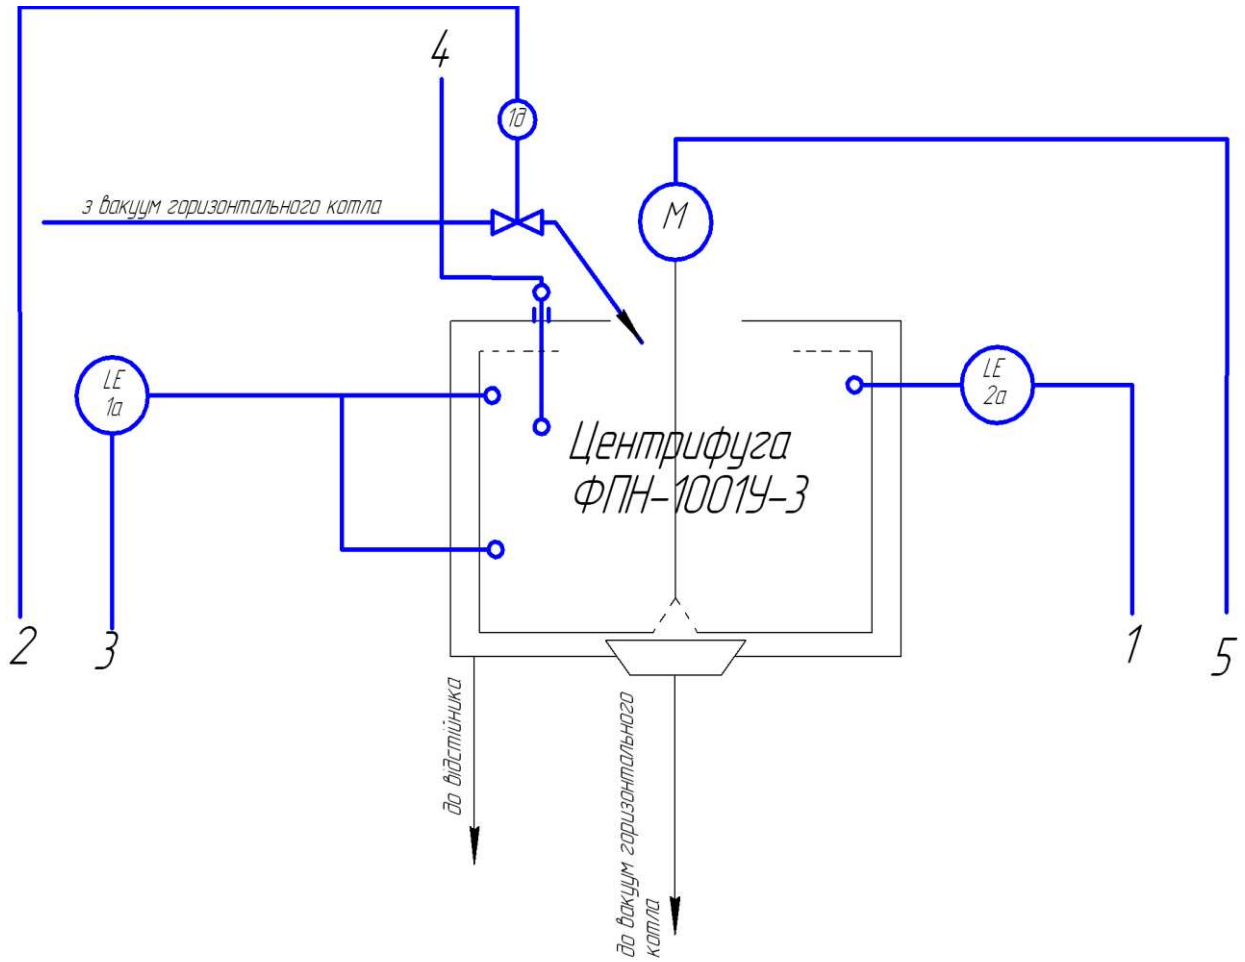 4
1д
з вакуум горизонтального котла
М
LE
1а
LE
2а
Центрифуга
ФПН-1001У-3
2
3
1
5
до відстійника
до вакуум горизонтального
котла